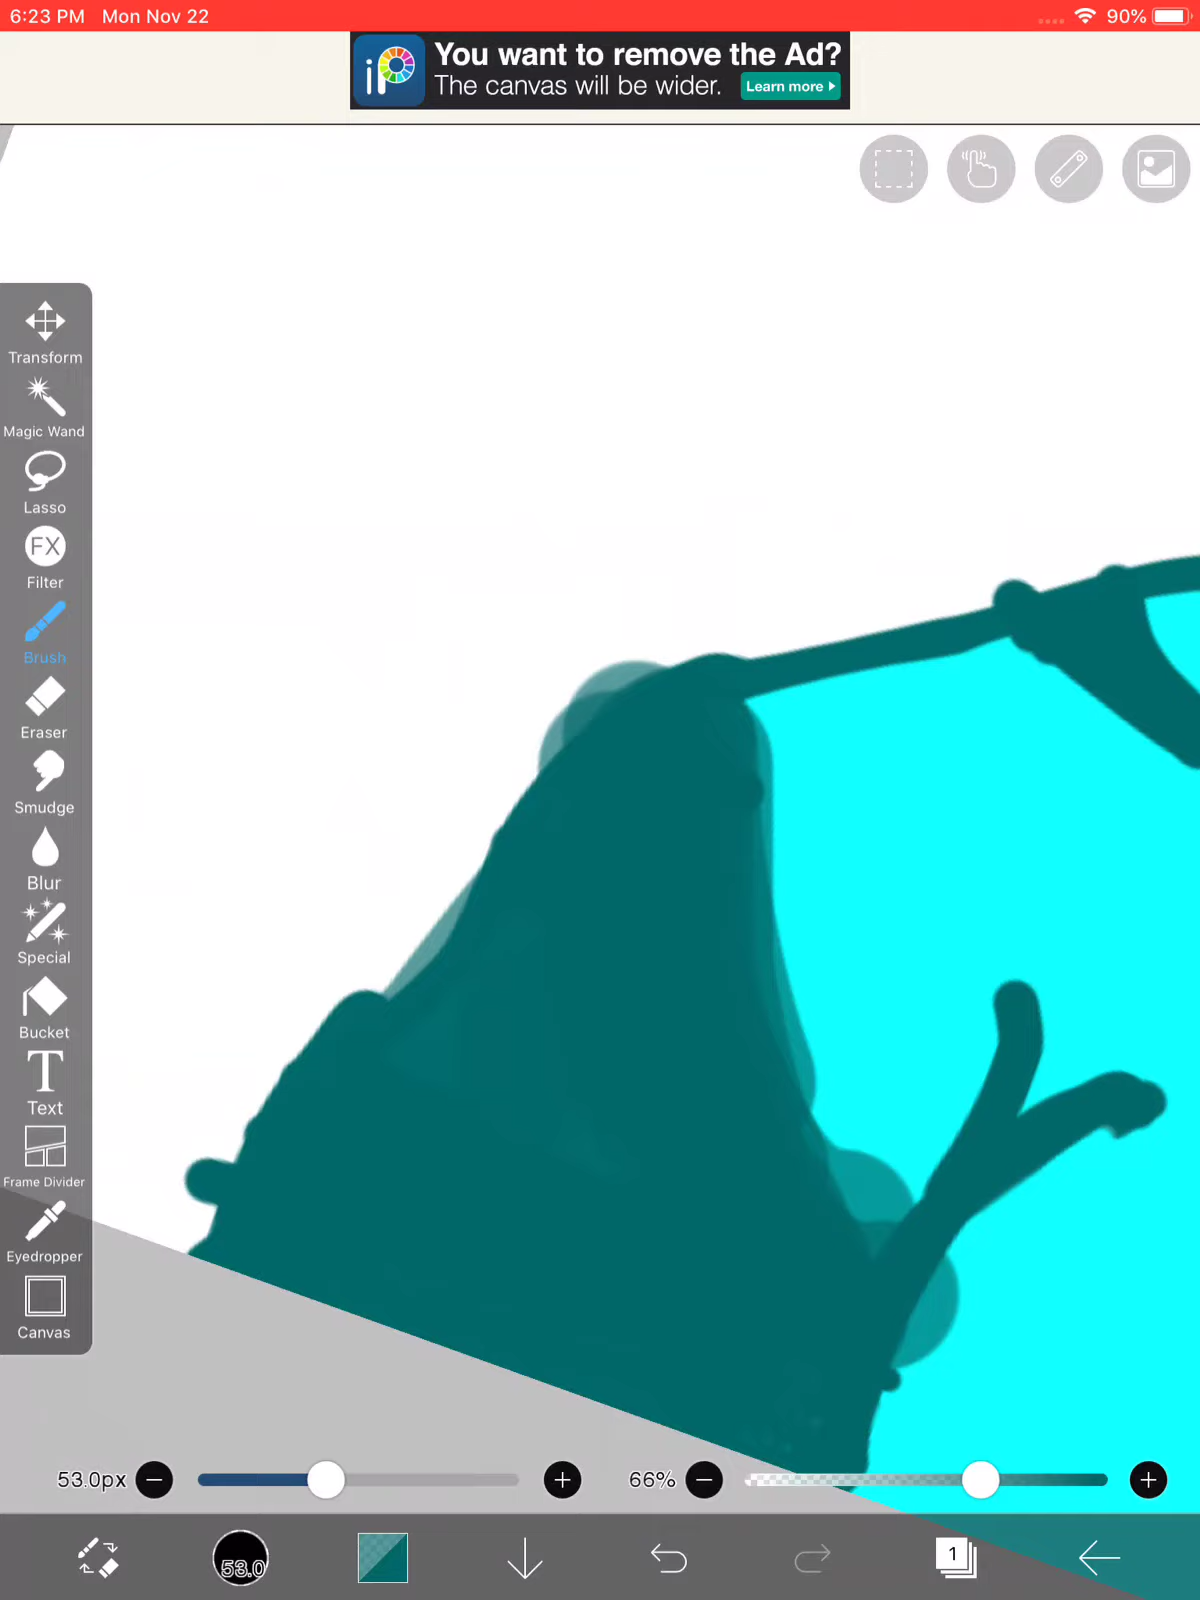 6:23 PM Mon Nov 22
90%
iP
You want to remove the Ad?
The canvas will be wider.
Learn more
Transform
Magic Wand
Lasso
FX
Filter
Brush
Eraser
Smudge
Blur
Special
Bucket
T
Text
Frame Divider
Eyedropper
Canvas
53.0px
66%
53.0
1